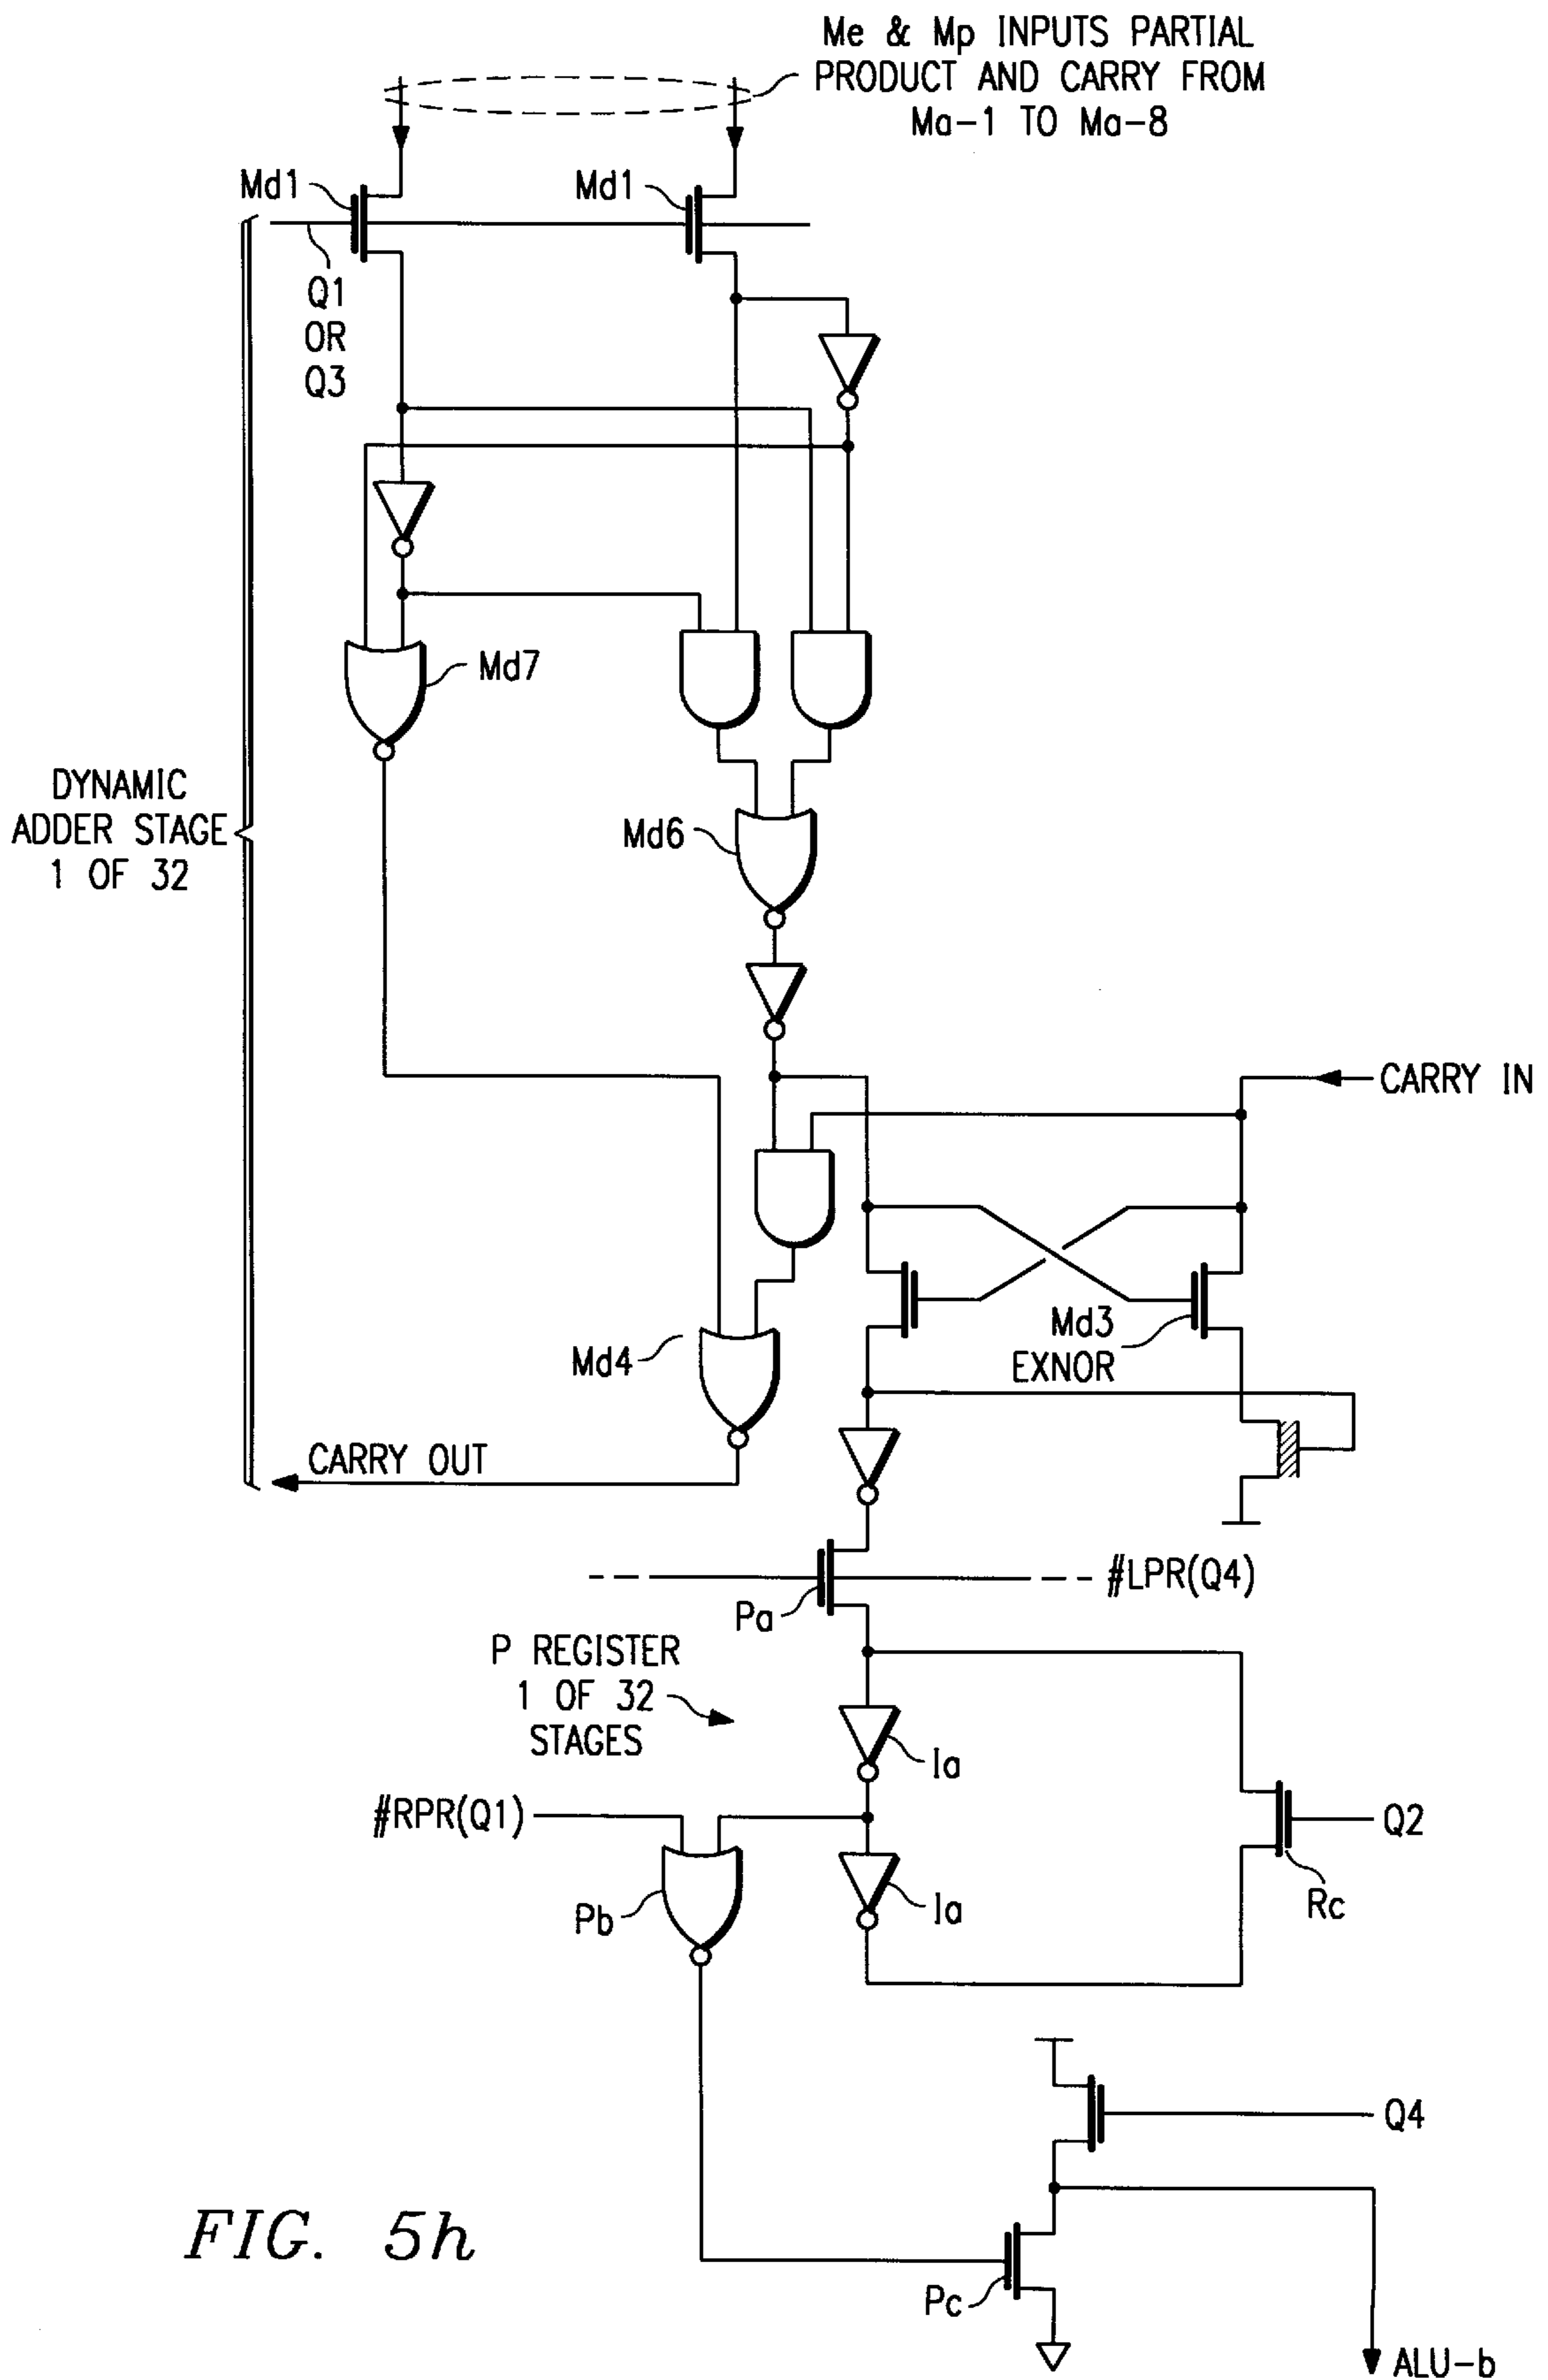 Me & Mp INPUTS PARTIAL
PRODUCT AND CARRY FROM
Ma-1 TO Ma-8
Md1
Md1
Q1
OR
Q3
Md7
DYNAMIC
ADDER STAGE
1 OF 32
Md6
CARRY IN
Md3
EXNOR
Md4
CARRY OUT
#LPR(Q4)
Pa
P REGISTER
1 OF 32
STAGES
Ia
#RPR(Q1)
Q2
Pb
Ia
Rc
Q4
FIG. 5h
Pc
ALU-b